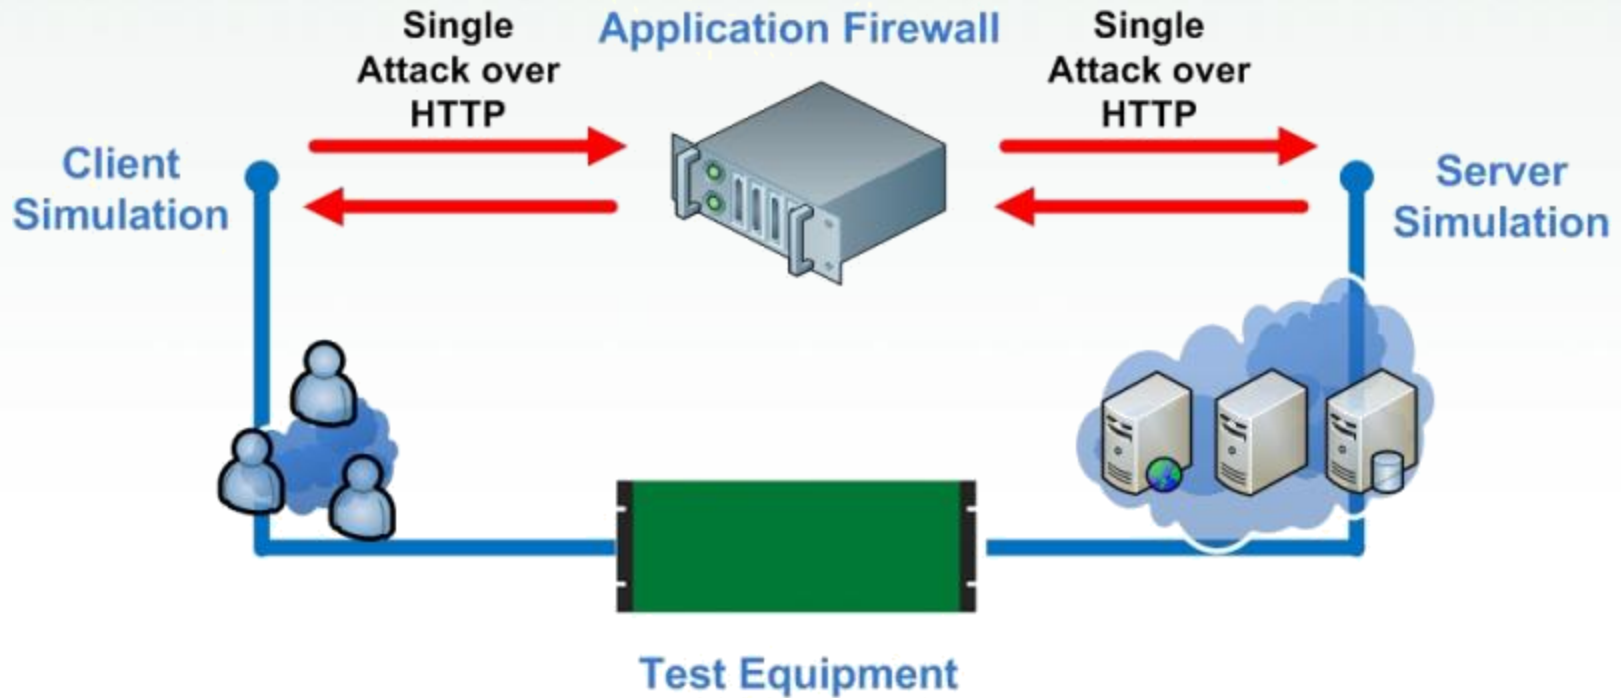 Single
Attack over
HTTP
Application Firewall
Single
Attack over
HTTP
Client
Simulation
Server
Simulation
Test Equipment